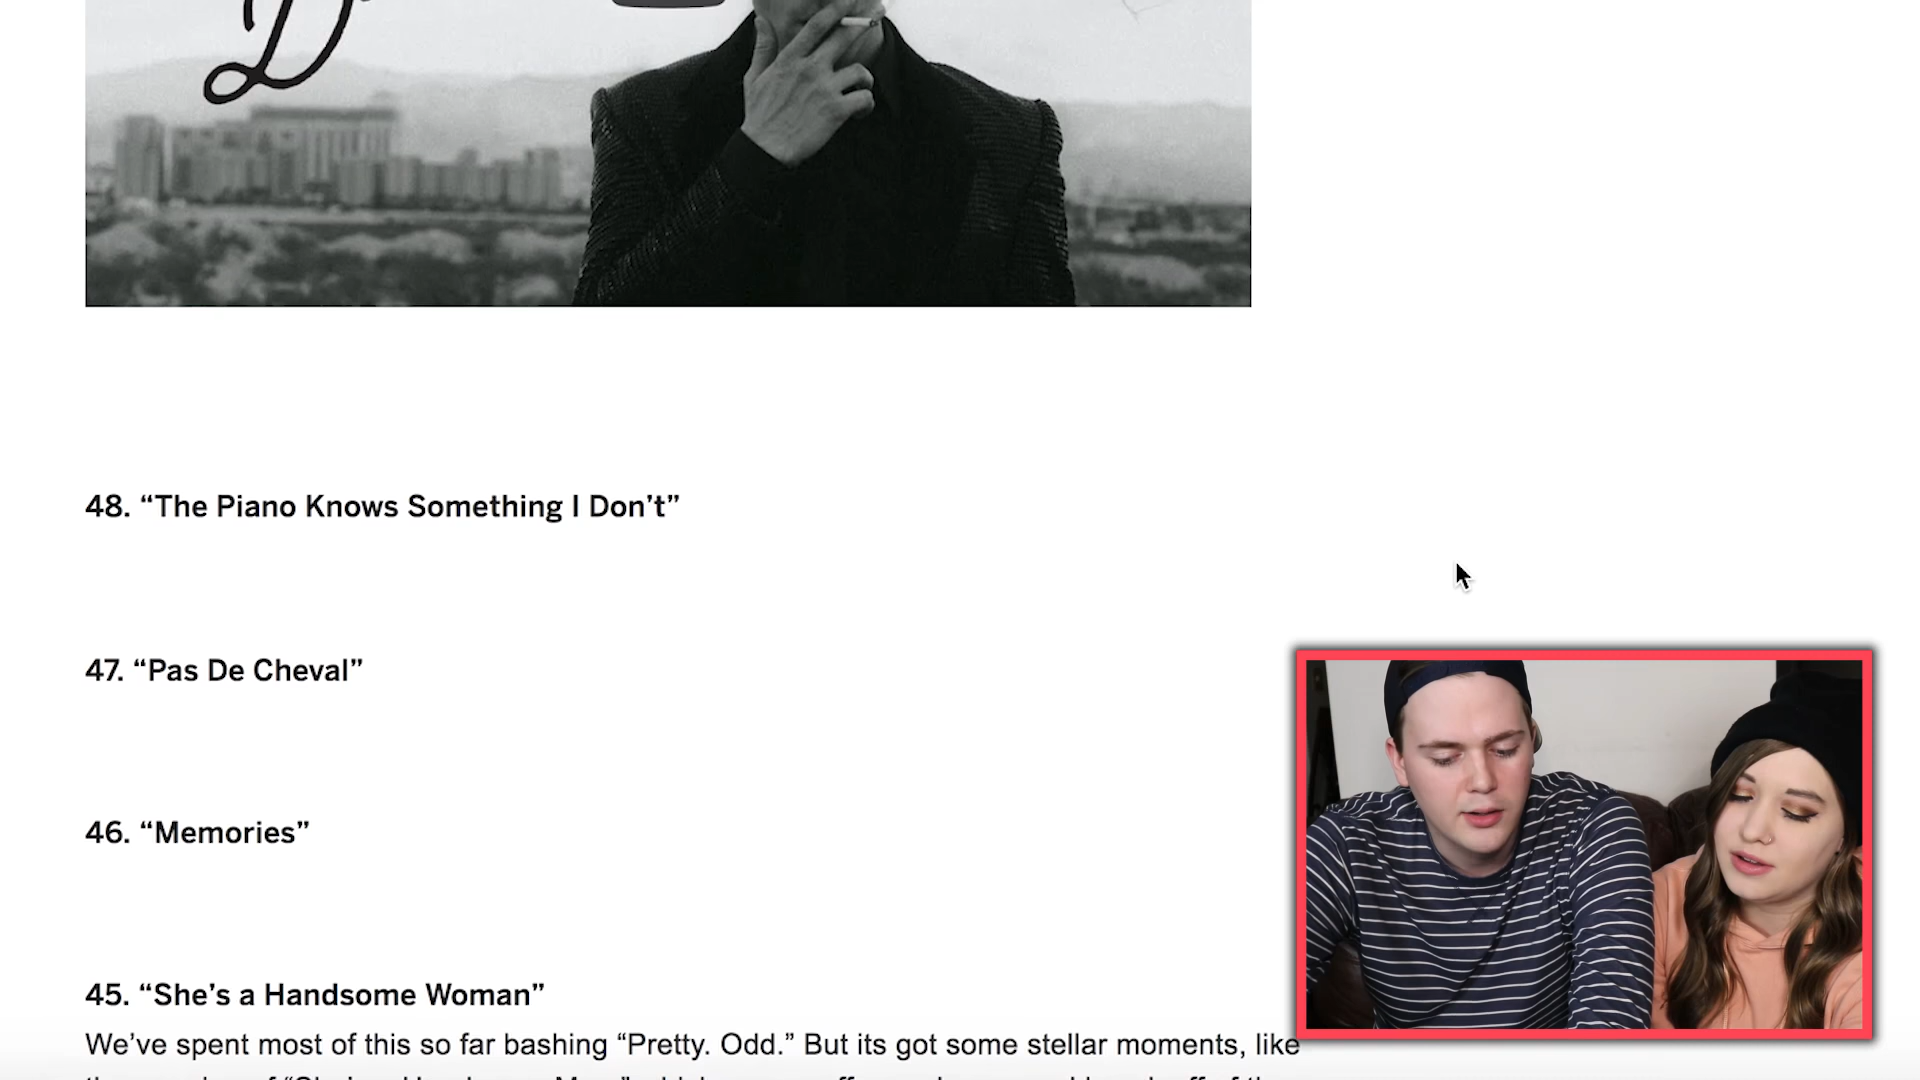 D
48. “The Piano Knows Something I Don’t”
47. “Pas De Cheval”
46. “Memories”
45. “She’s a Handsome Woman”
We’ve spent most of this so far bashing “Pretty. Odd.” But its got some stellar moments, like